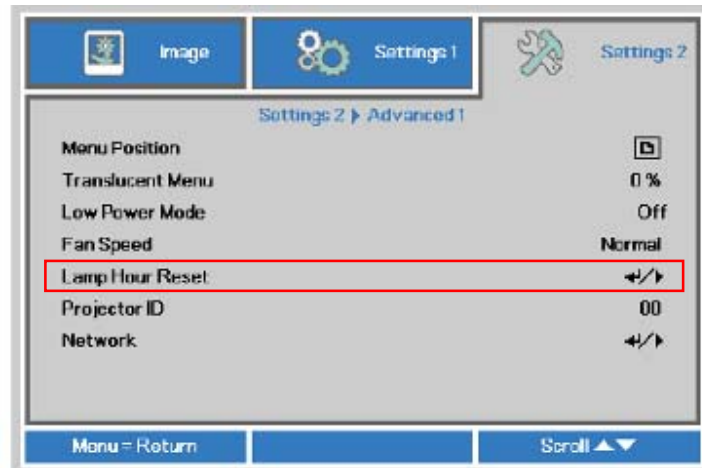 Image Settings 1 Settings 2
Settings 2 Advanced 1
Menu Position
Translucent Menu 0 %
Low Power Mode Off
Fan Speed Normal
Lamp Hour Reset ↵/▶
Projector ID 00
Network ↵/▶
Menu = Return Scroll ▲▼